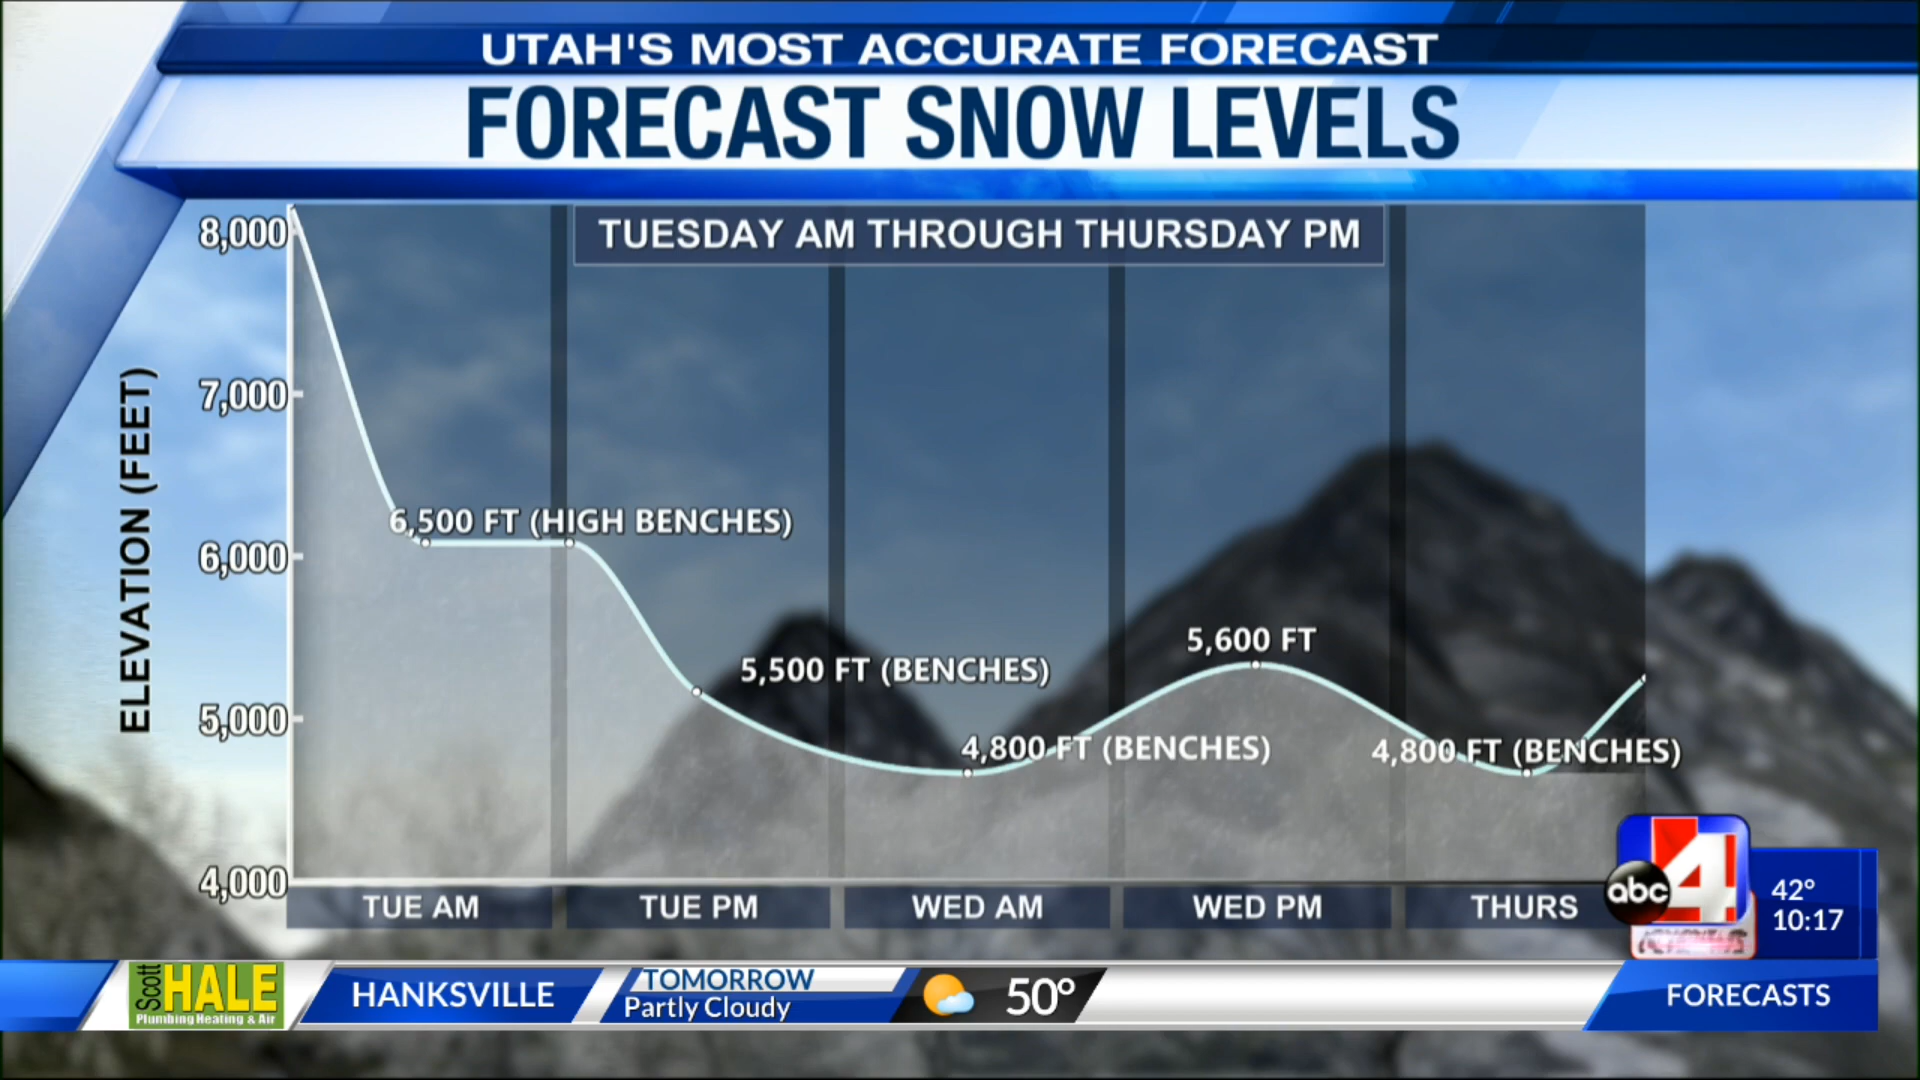 UTAH'S MOST ACCURATE FORECAST
FORECAST SNOW LEVELS
TUESDAY AM THROUGH THURSDAY PM
ELEVATION (FEET)
8,000
7,000
6,000
5,000
4,000
6,500 FT (HIGH BENCHES)
5,500 FT (BENCHES)
4,800 FT (BENCHES)
5,600 FT
4,800 FT (BENCHES)
TUE AM
TUE PM
WED AM
WED PM
THURS
abc 4
42°
10:17
Scott HALE
Plumbing Heating & Air
HANKSVILLE
TOMORROW
Partly Cloudy
50°
FORECASTS